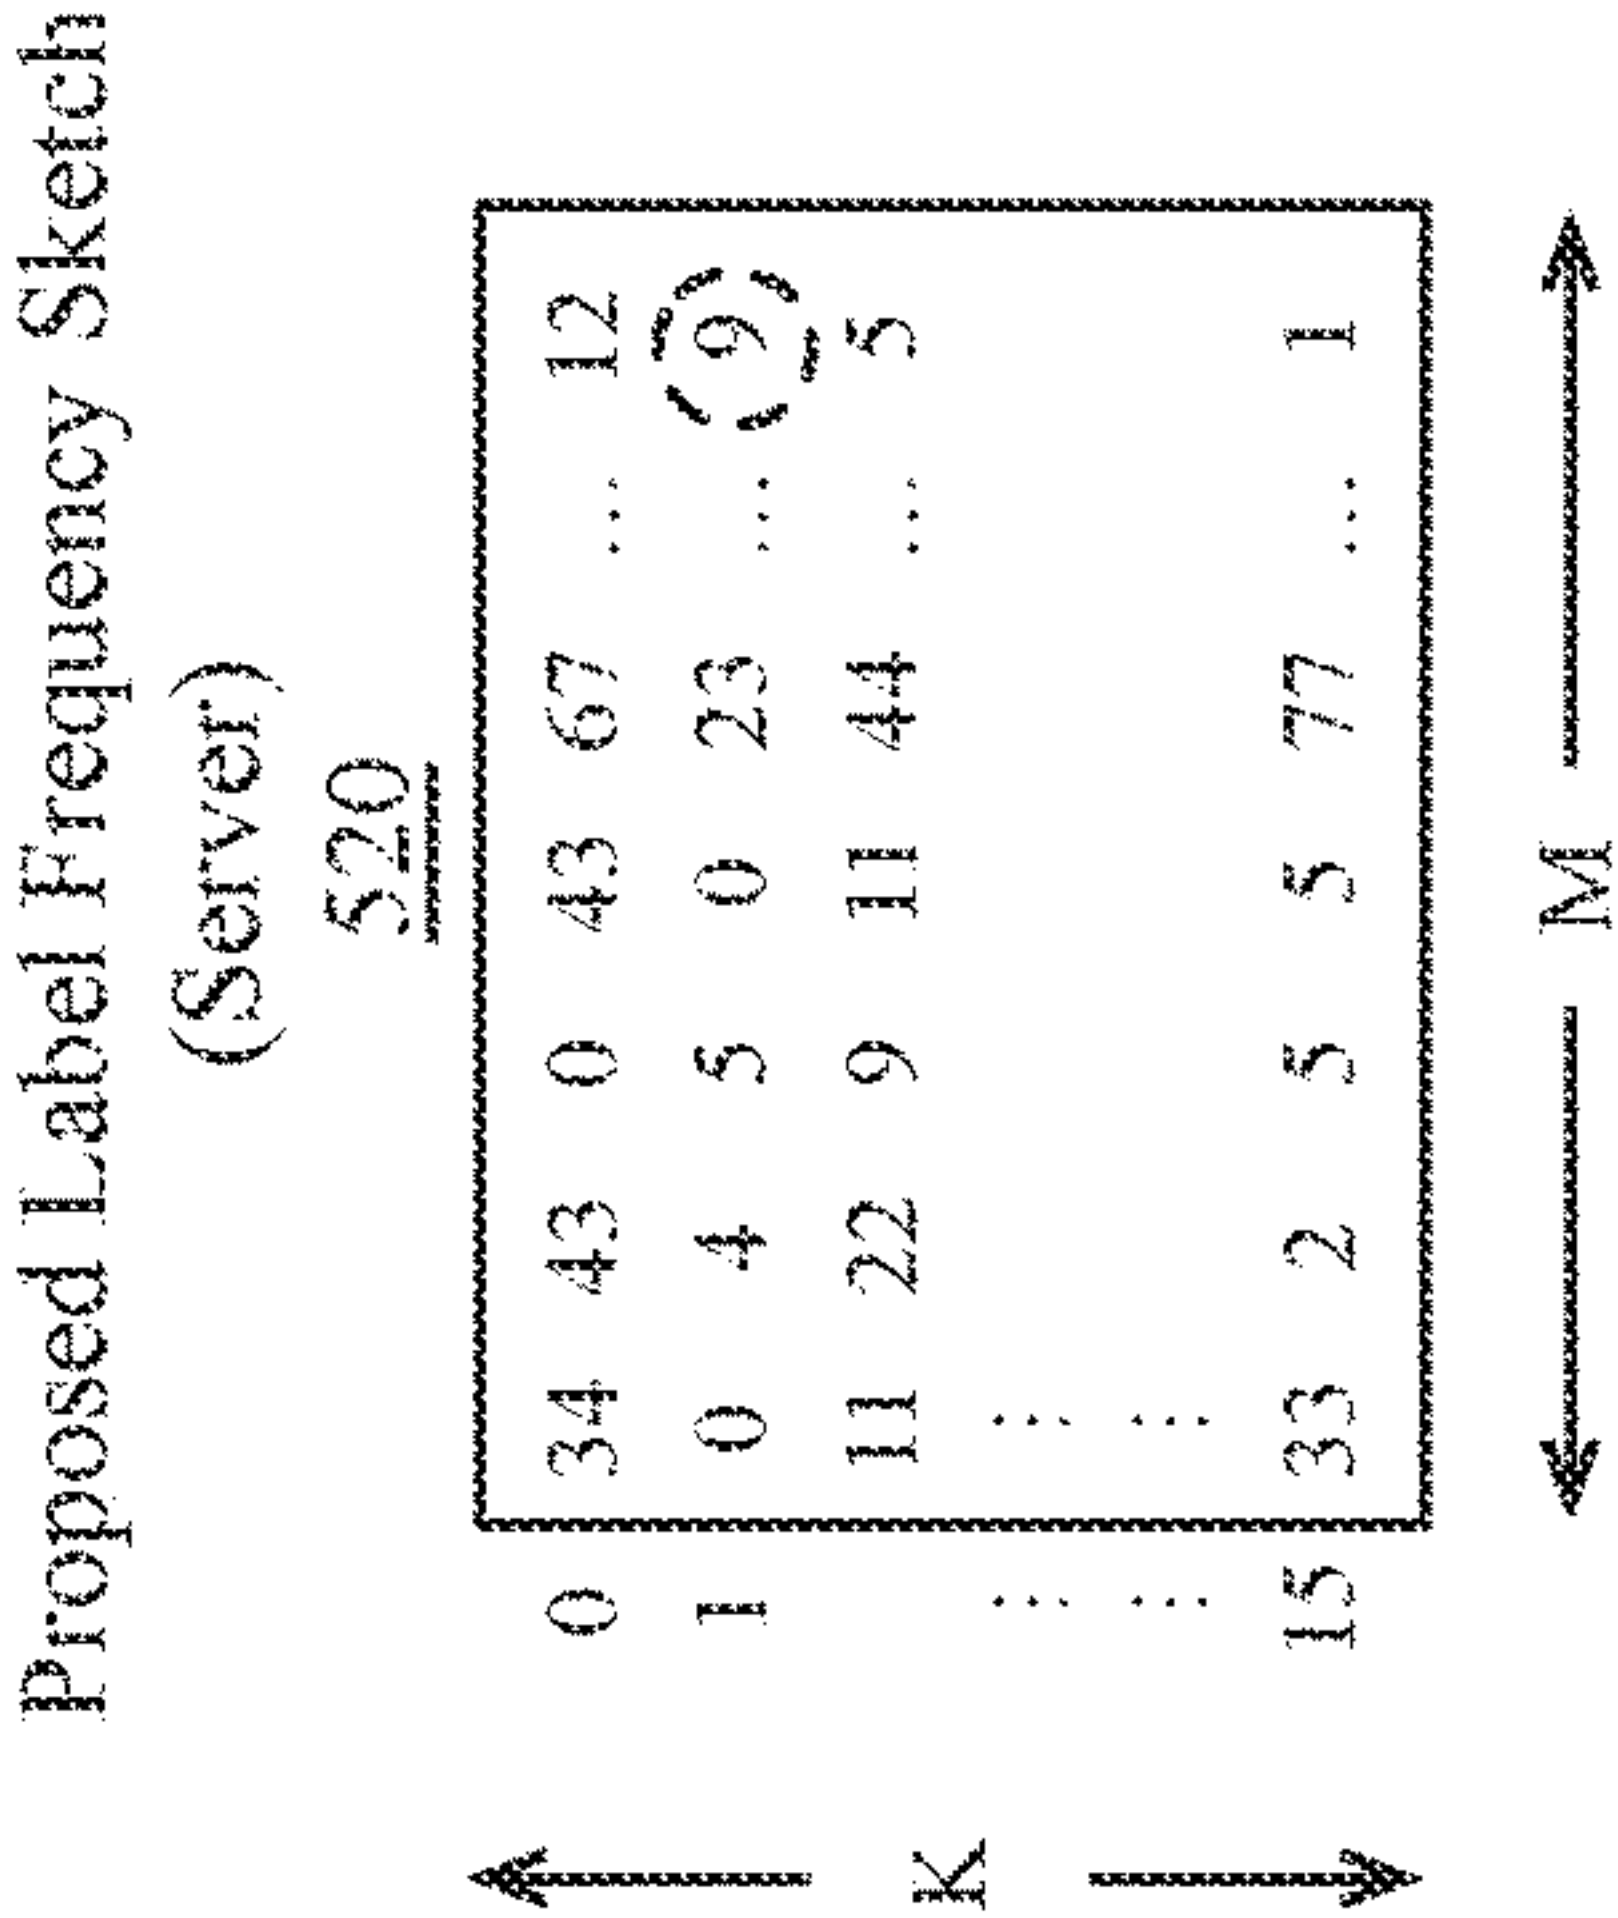 Proposed Label Frequency Sketch
(Server)
520
0 34 43 0 43 67 ... 12
1 0 4 5 0 23 ... 9
11 22 9 11 44 ... 5
K
15 33 2 5 5 77 ... 1
M